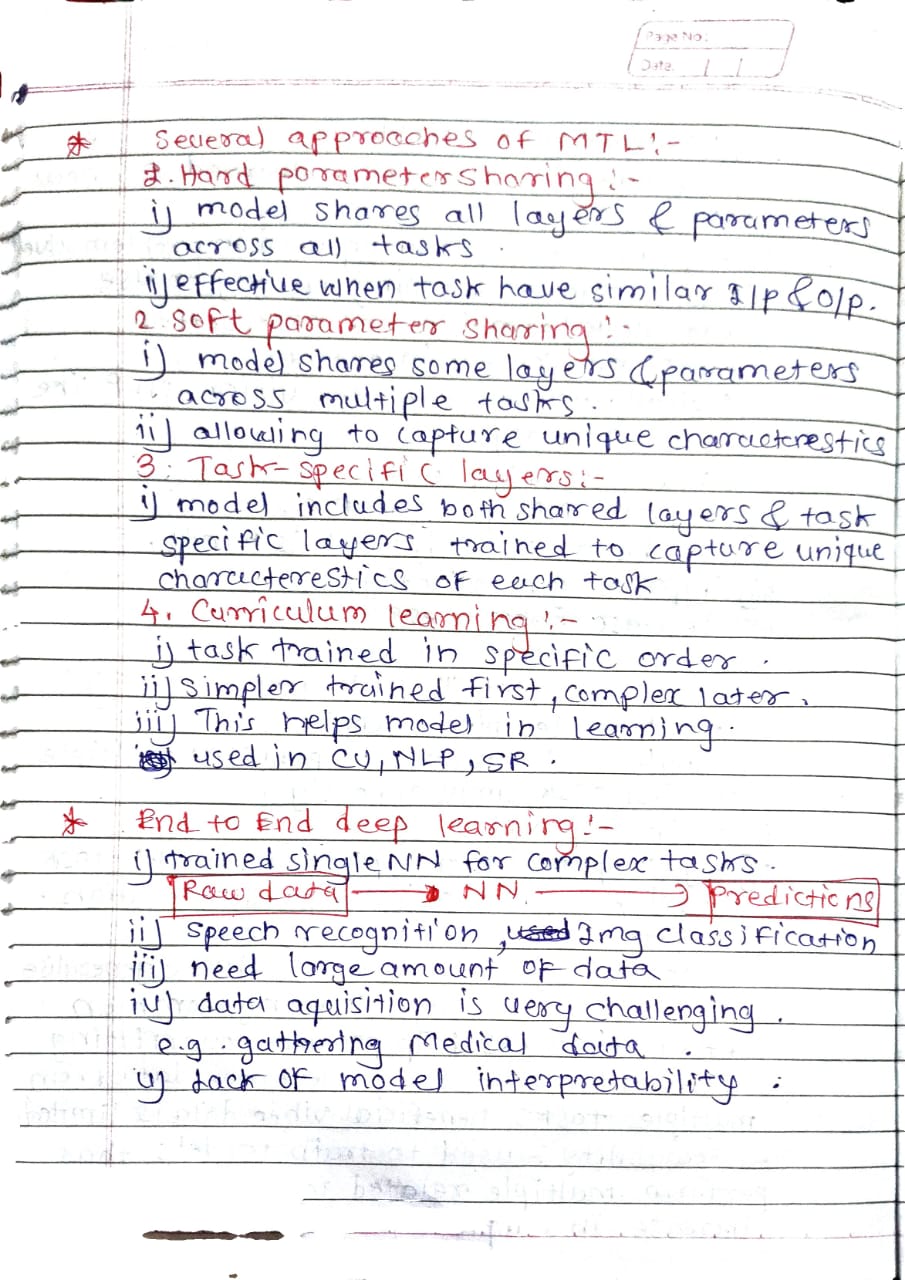 Page No:
Date: / /
* Several approaches of MTL:-
1. Hard parameter sharing:-
i) model shares all layers & parameters
across all tasks.
ii) effective when task have similar I/p & o/p.
2. Soft parameter sharing:-
i) model shares some layers & parameters
across multiple tasks.
ii) allowing to capture unique characterestics
3. Task-specific layers:-
i) model includes both shared layers & task
specific layers trained to capture unique
characterestics of each task
4. Curriculum learning:-
i) task trained in specific order.
ii) Simpler trained first, complex later.
iii) This helps model in learning.
used in CV, NLP, SR.
* End to End deep learning:-
i) trained single NN for complex tasks.
Raw data → NN → Predictions
ii) speech recognition, Img classification
iii) need large amount of data
iv) data aquisition is very challenging.
e.g. gathering Medical data.
v) Lack of model interpretability.